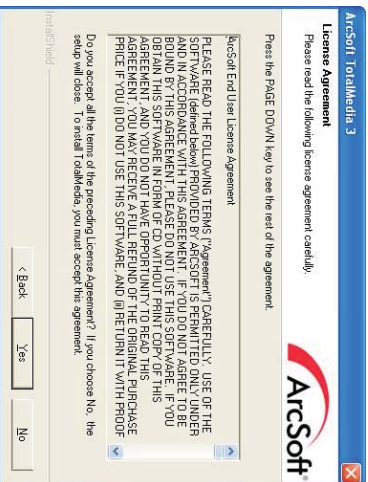 ArcSoft TotalMedia 3
License Agreement
Please read the following license agreement carefully.
ArcSoft
Press the PAGE DOWN key to see the rest of the agreement.
ArcSoft End User License Agreement
PLEASE READ THE FOLLOWING TERMS ("Agreement") CAREFULLY. USE OF THE
SOFTWARE (defined below) PROVIDED BY ARCSOFT IS PERMITTED ONLY UNDER
AND IN ACCORDANCE WITH THIS AGREEMENT. IF YOU DO NOT AGREE TO BE
BOUND BY THIS AGREEMENT, PLEASE DO NOT USE THIS SOFTWARE. IF YOU
OBTAIN THIS SOFTWARE IN FORM OF CD WITHOUT PRINT COPY OF THIS
AGREEMENT, AND YOU DO NOT HAVE OPPORTUNITY TO READ THIS
AGREEMENT, YOU MAY RECEIVE A FULL REFUND OF THE ORIGINAL PURCHASE
PRICE IF YOU (i) DO NOT USE THIS SOFTWARE, AND (ii) RETURN IT WITH PROOF
Do you accept all the terms of the preceding License Agreement? If you choose No, the
setup will close. To install TotalMedia, you must accept this agreement.
InstallShield
< Back
Yes
No